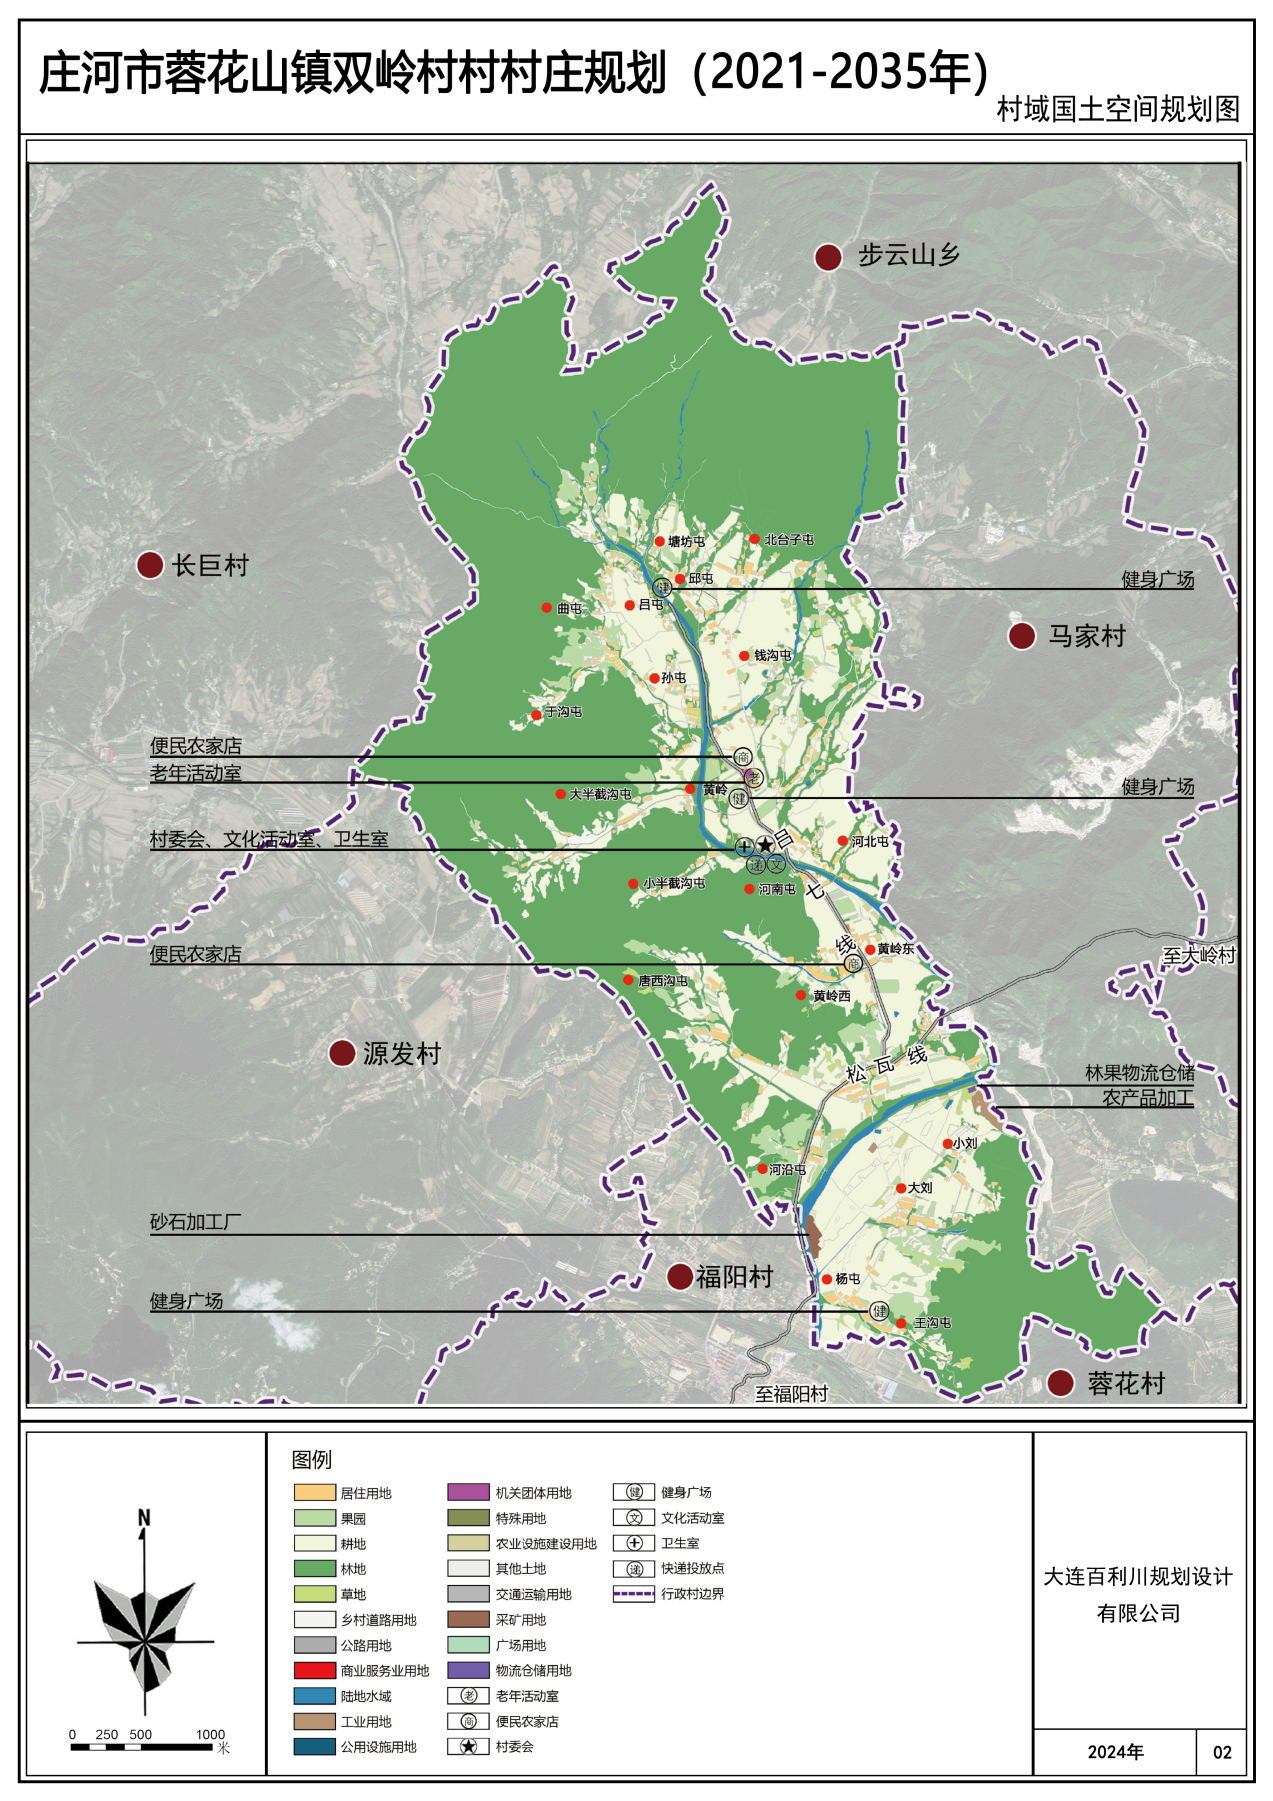 庄河市蓉花山镇双岭村村村庄规划（2021-2035年）
村域国土空间规划图
步云山乡
长巨村
塘坊屯
北台子屯
健身广场
健
邱屯
曲屯
吕屯
马家村
钱沟屯
孙屯
于沟屯
便民农家店
商
老年活动室
老
黄岭
健身广场
大半截沟屯
健
村委会、文化活动室、卫生室
吕
河北屯
递
文
小半截沟屯
河南屯
七
线
黄岭东
便民农家店
商
至大岭村
唐西沟屯
黄岭西
源发村
松瓦线
林果物流仓储
农产品加工
小刘
河沿屯
大刘
砂石加工厂
福阳村
杨屯
健身广场
健
王沟屯
蓉花村
至福阳村
图例
居住用地
果园
耕地
林地
草地
乡村道路用地
公路用地
商业服务业用地
陆地水域
工业用地
公用设施用地
机关团体用地
特殊用地
农业设施建设用地
其他土地
交通运输用地
采矿用地
广场用地
物流仓储用地
老 老年活动室
商 便民农家店
村委会
健 健身广场
文 文化活动室
卫生室
递 快递投放点
行政村边界
N
0 250 500 1000
米
大连百利川规划设计
有限公司
2024年
02